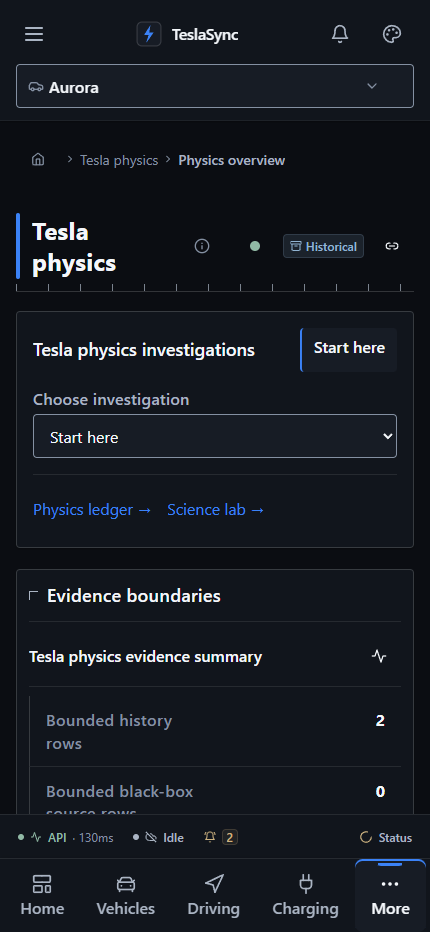 TeslaSync
Aurora
Tesla physics
Physics overview
Tesla
physics
Historical
Tesla physics investigations
Start here
Choose investigation
Start here
Physics ledger →
Science lab →
Evidence boundaries
Tesla physics evidence summary
Bounded history
rows
2
Bounded black-box
source rows
0
API · 130ms
Idle
2
Status
Home
Vehicles
Driving
Charging
More